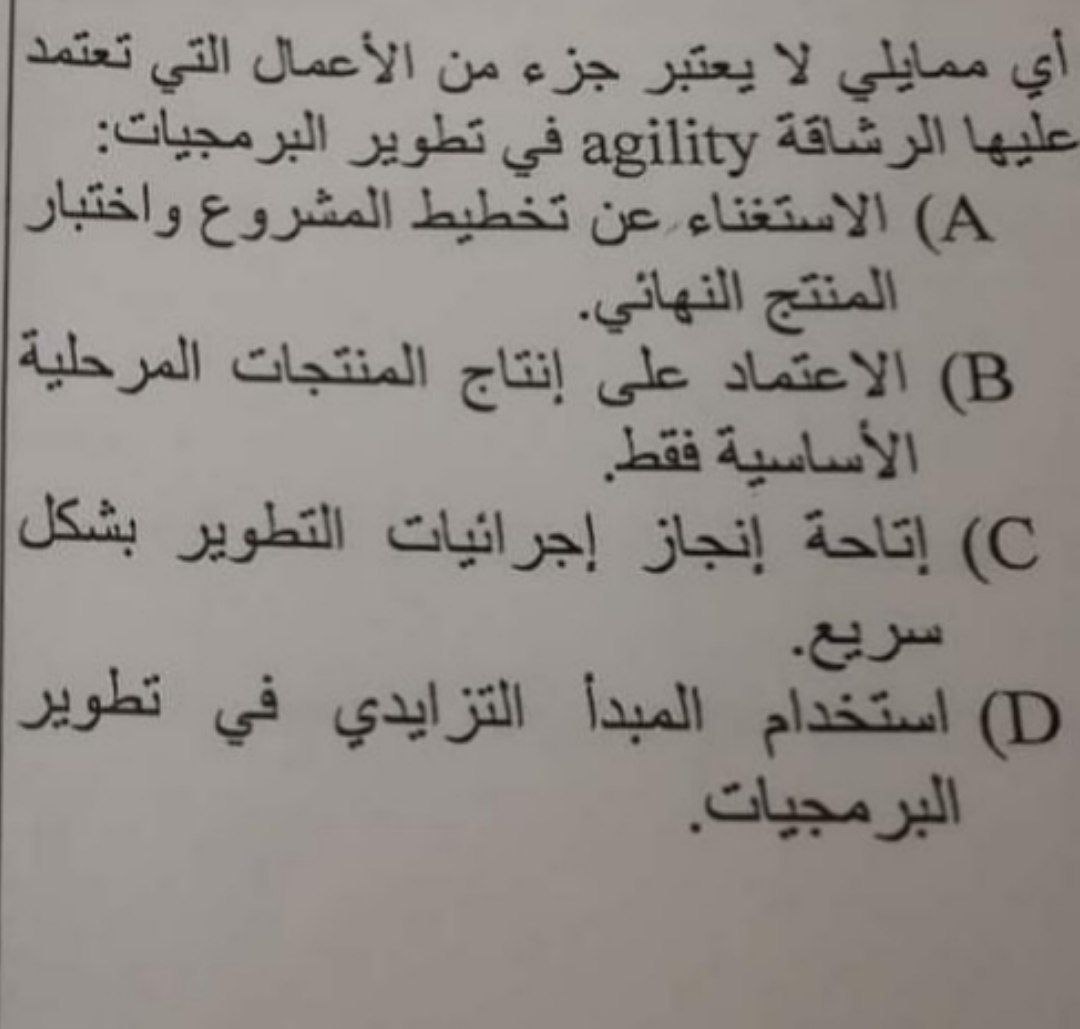 أي ممايلي لا يعتبر جزء من الأعمال التي تعتمد
عليها الرشاقة agility في تطوير البرمجيات:
A) الاستغناء عن تخطيط المشروع واختبار
المنتج النهائي.
B) الاعتماد على إنتاج المنتجات المرحلية
الأساسية فقط.
C) إتاحة إنجاز إجرائيات التطوير بشكل
سريع.
D) استخدام المبدأ التزايدي في تطوير
البرمجيات.